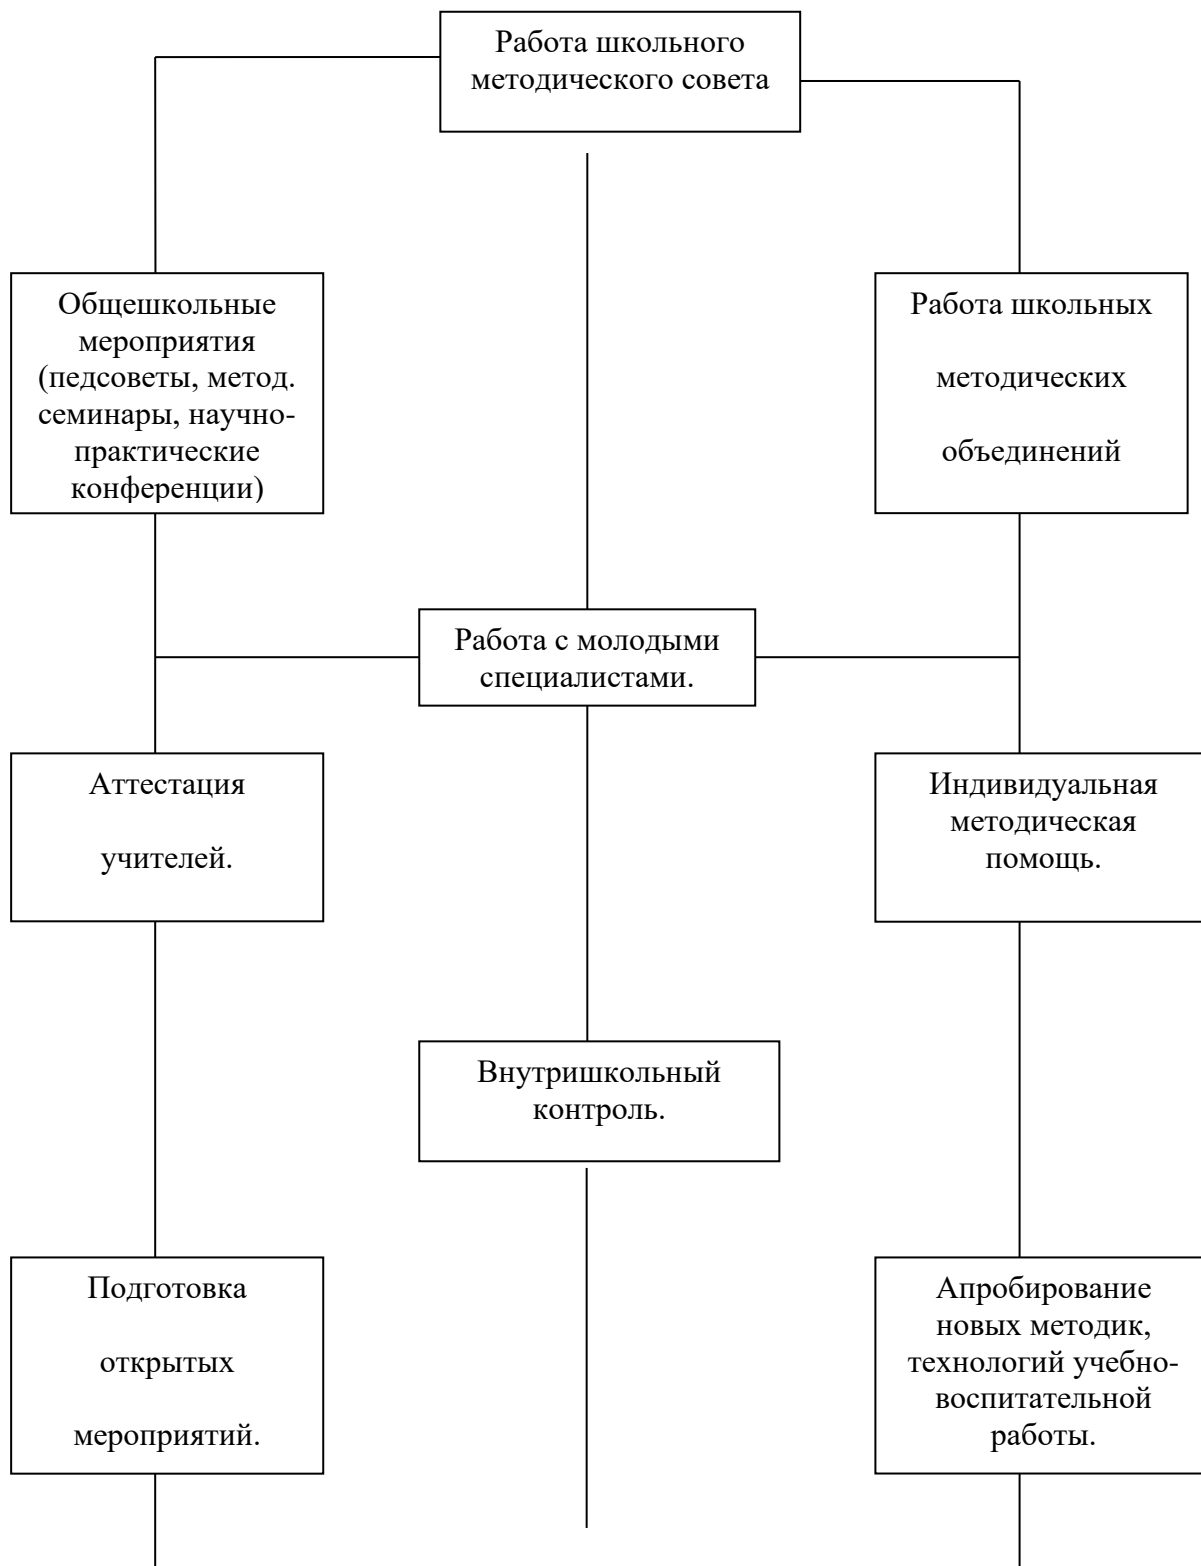 Работа школьного
методического совета
Общешкольные
мероприятия
(педсоветы, метод.
семинары, научно-
практические
конференции)
Работа школьных
методических
объединений
Работа с молодыми
специалистами.
Аттестация
учителей.
Индивидуальная
методическая
помощь.
Внутришкольный
контроль.
Подготовка
открытых
мероприятий.
Апробирование
новых методик,
технологий учебно-
воспитательной
работы.